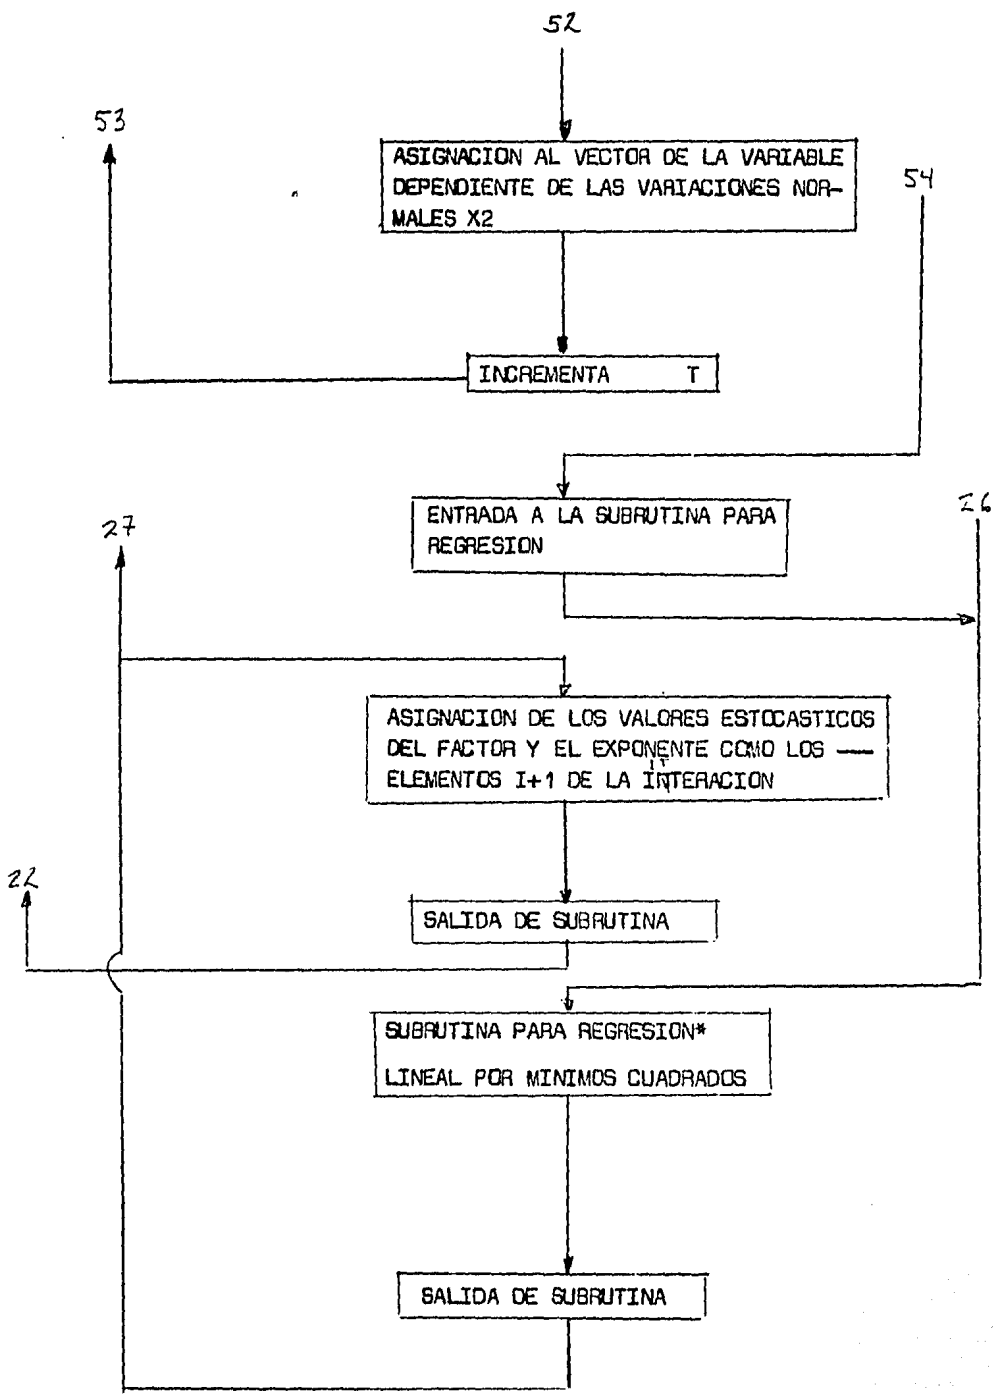 52
53
ASIGNACION AL VECTOR DE LA VARIABLE
DEPENDIENTE DE LAS VARIACIONES NOR-
MALES X2
54
INCREMENTA T
ENTRADA A LA SUBRUTINA PARA
REGRESION
26
27
ASIGNACION DE LOS VALORES ESTOCASTICOS
DEL FACTOR Y EL EXPONENTE COMO LOS —
ELEMENTOS I+1 DE LA INTERACION
IT
22
SALIDA DE SUBRUTINA
SUBRUTINA PARA REGRESION*
LINEAL POR MINIMOS CUADRADOS
SALIDA DE SUBRUTINA